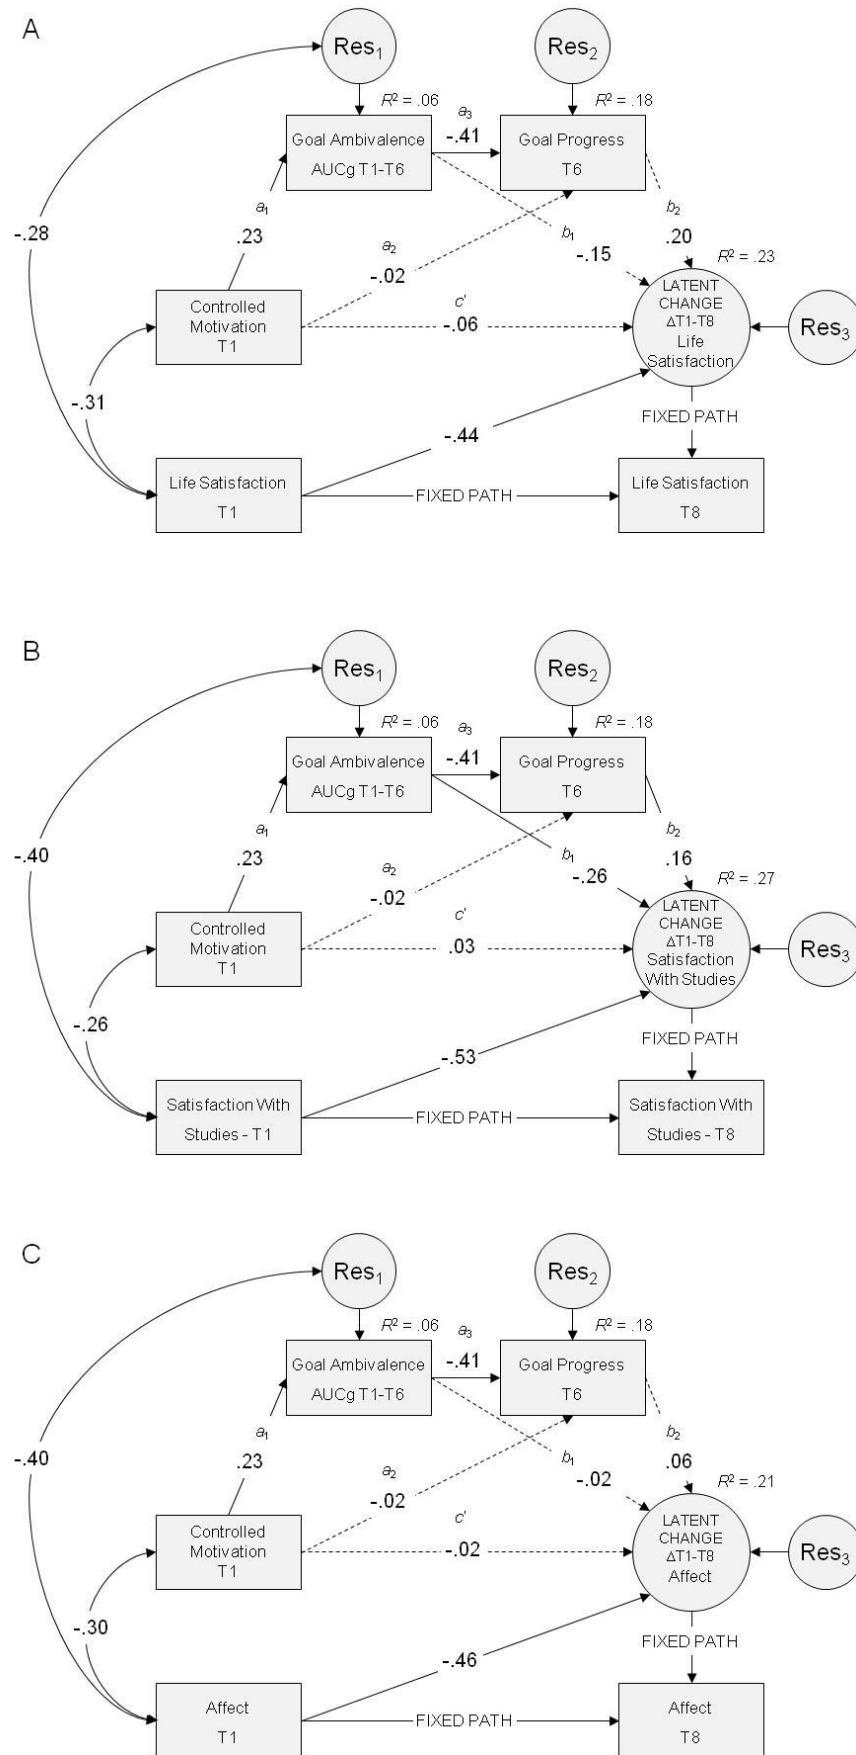 A
Res1
Res2
R² = .06
a3
R² = .18
Goal Ambivalence
AUCg T1-T6
-.41
Goal Progress
T6
a1
b2
-.28
.23
a2
-.02
b1
-.15
.20
R² = .23
Controlled
Motivation
T1
c'
-.06
LATENT
CHANGE
ΔT1-T8
Life
Satisfaction
Res3
-.31
-.44
FIXED PATH
Life Satisfaction
T1
FIXED PATH
Life Satisfaction
T8
B
Res1
Res2
R² = .06
a3
R² = .18
Goal Ambivalence
AUCg T1-T6
-.41
Goal Progress
T6
a1
b2
-.40
.23
a2
-.02
b1
-.26
.16
R² = .27
Controlled
Motivation
T1
c'
.03
LATENT
CHANGE
ΔT1-T8
Satisfaction
With Studies
Res3
-.26
-.53
FIXED PATH
Satisfaction With
Studies - T1
FIXED PATH
Satisfaction With
Studies - T8
C
Res1
Res2
R² = .06
a3
R² = .18
Goal Ambivalence
AUCg T1-T6
-.41
Goal Progress
T6
a1
b2
-.40
.23
a2
-.02
b1
-.02
.06
R² = .21
Controlled
Motivation
T1
c'
-.02
LATENT
CHANGE
ΔT1-T8
Affect
Res3
-.30
-.46
FIXED PATH
Affect
T1
FIXED PATH
Affect
T8